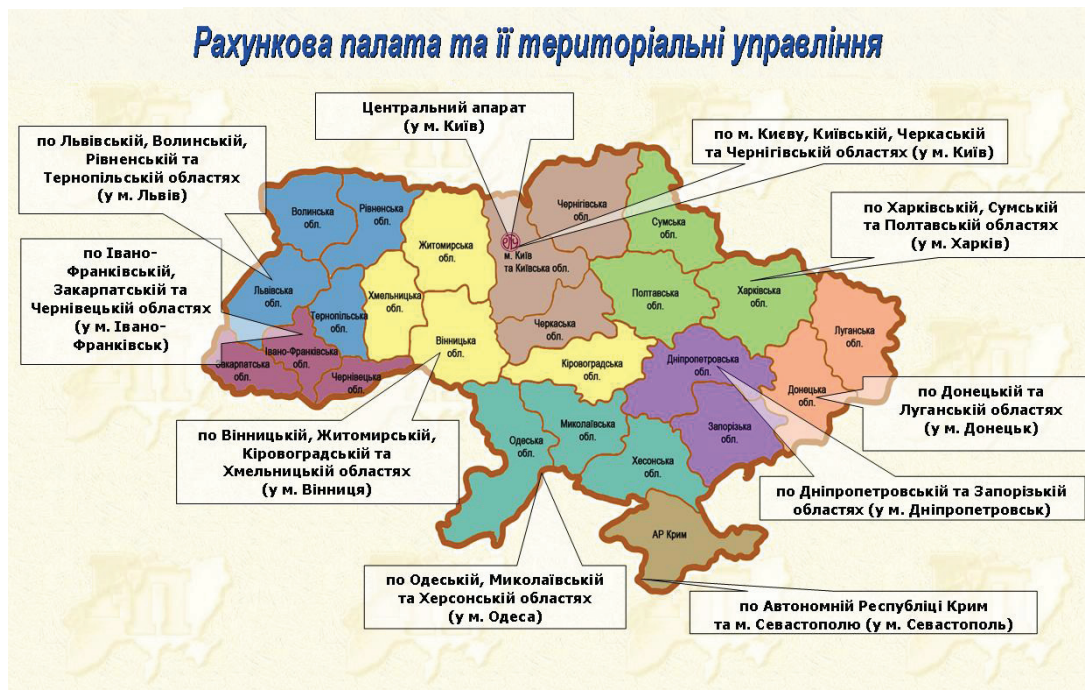 Рахункова палата та її територіальні управління
Центральний апарат
(у м. Київ)
по Львівській, Волинській,
Рівненській та
Тернопільській областях
(у м. Львів)
по м. Києву, Київській, Черкаській
та Чернігівській областях (у м. Київ)
по Харківській, Сумській
та Полтавській областях
(у м. Харків)
по Івано-
Франківській,
Закарпатській та
Чернівецькій областях
(у м. Івано-
Франківськ)
Волинська
обл.
Рівненська
обл.
Житомирська
обл.
Чернігівська
обл.
Сумська
обл.
м. Київ
та Київська обл.
Львівська
обл.
Тернопільська
обл.
Хмельницька
обл.
Полтавська
обл.
Харківська
обл.
Луганська
обл.
Черкаська
обл.
Вінницька
обл.
Івано-Франківська
обл.
Закарпатська
обл.
Чернівецька
обл.
Кіровоградська
обл.
Дніпропетровська
обл.
Донецька
обл.
Запорізька
обл.
Одеська
обл.
Миколаївська
обл.
Хесонська
обл.
АР Крим
по Донецькій та
Луганській областях
(у м. Донецьк)
по Вінницькій, Житомирській,
Кіровоградській та
Хмельницькій областях
(у м. Вінниця)
по Дніпропетровській та Запорізькій
областях (у м. Дніпропетровськ)
по Одеській, Миколаївській
та Херсонській областях
(у м. Одеса)
по Автономній Республіці Крим
та м. Севастополю (у м. Севастополь)